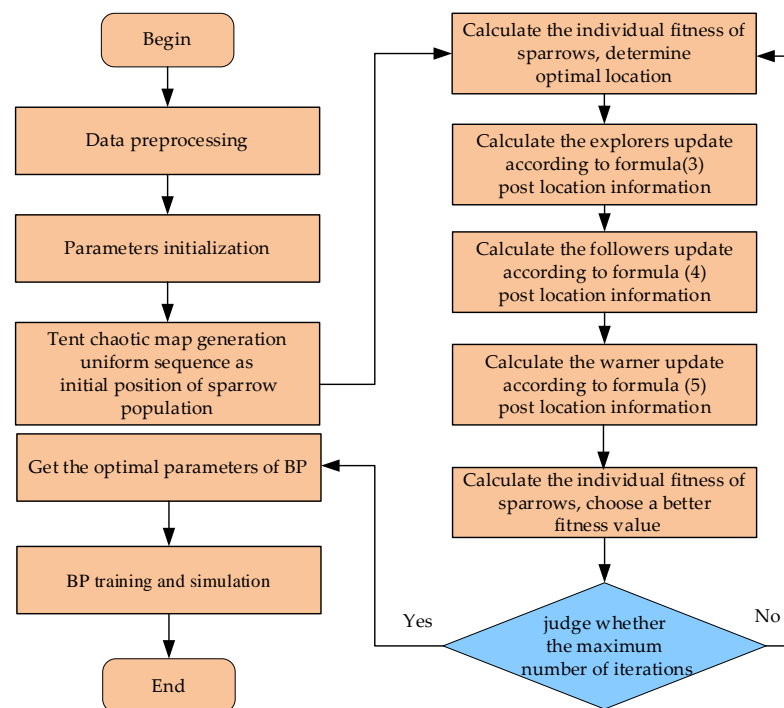 Begin
Data preprocessing
Parameters initialization
Tent chaotic map generation
uniform sequence as
initial position of sparrow
population
Calculate the individual fitness of
sparrows, determine
optimal location
Calculate the explorers update
according to formula(3)
post location information
Calculate the followers update
according to formula (4)
post location information
Calculate the warner update
according to formula (5)
post location information
Calculate the individual fitness of
sparrows, choose a better
fitness value
judge whether
the maximum
number of iterations
Yes
No
Get the optimal parameters of BP
BP training and simulation
End